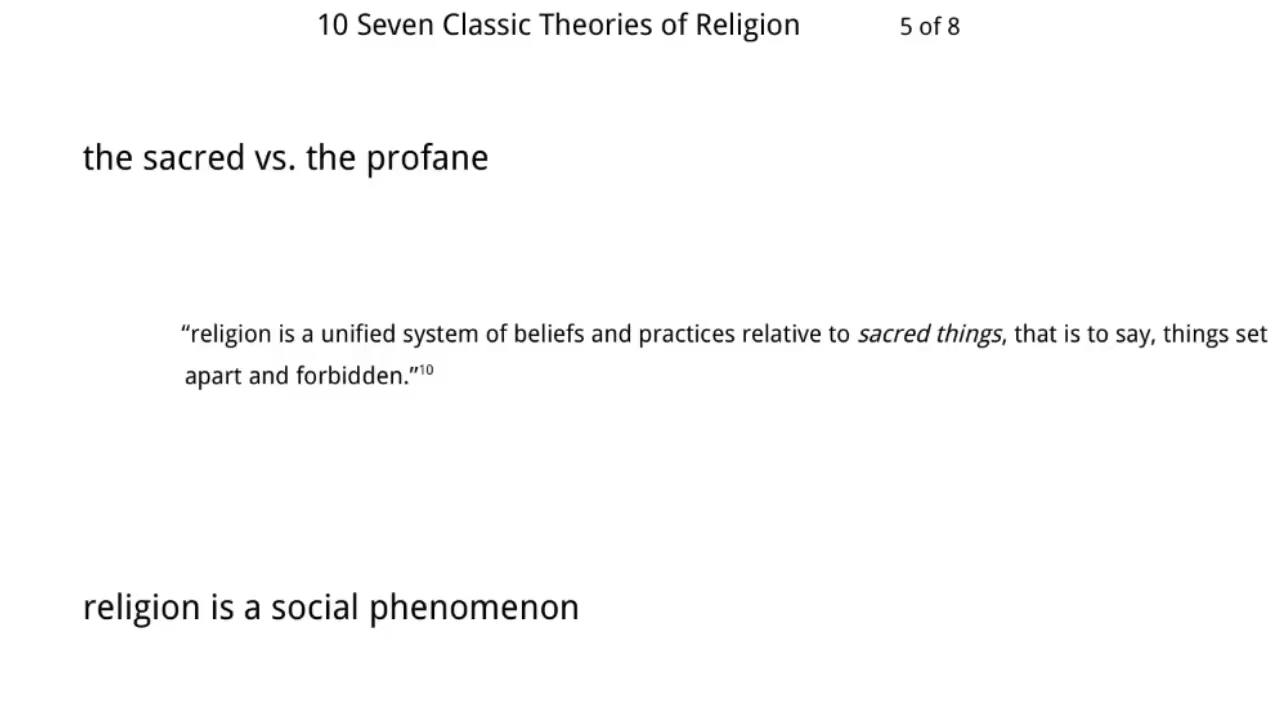 10 Seven Classic Theories of Religion 5 of 8
the sacred vs. the profane
“religion is a unified system of beliefs and practices relative to sacred things, that is to say, things set
apart and forbidden.”10
religion is a social phenomenon